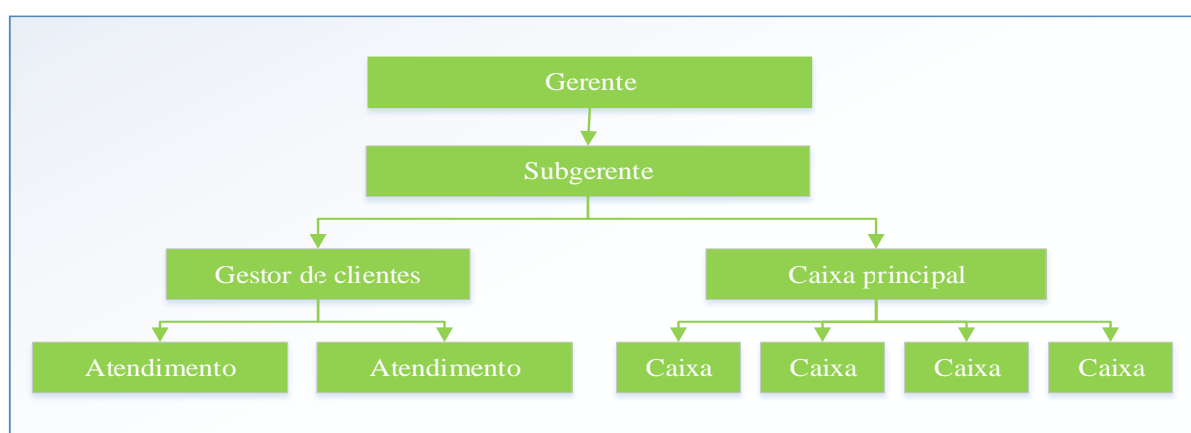 Gerente
Subgerente
Gestor de clientes
Caixa principal
Atendimento
Atendimento
Caixa
Caixa
Caixa
Caixa